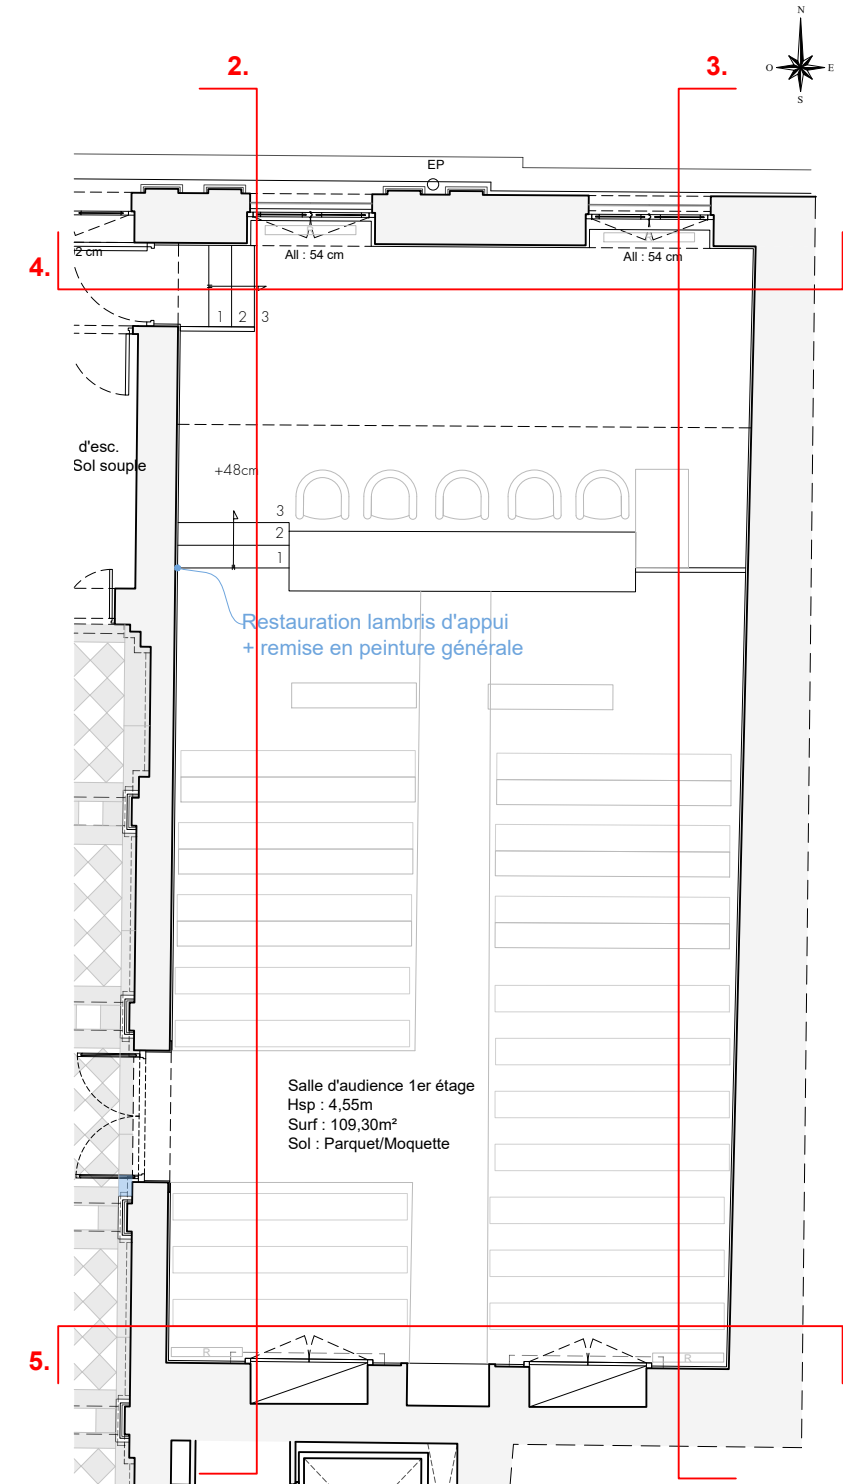 N
O E
S
2.
3.
EP
2 cm
All : 54 cm
All : 54 cm
4.
1 2 3
d'esc.
Sol souple
+48cm
3
2
1
Restauration lambris d'appui
+ remise en peinture générale
Salle d'audience 1er étage
Hsp : 4,55m
Surf : 109,30m²
Sol : Parquet/Moquette
5.
R
R